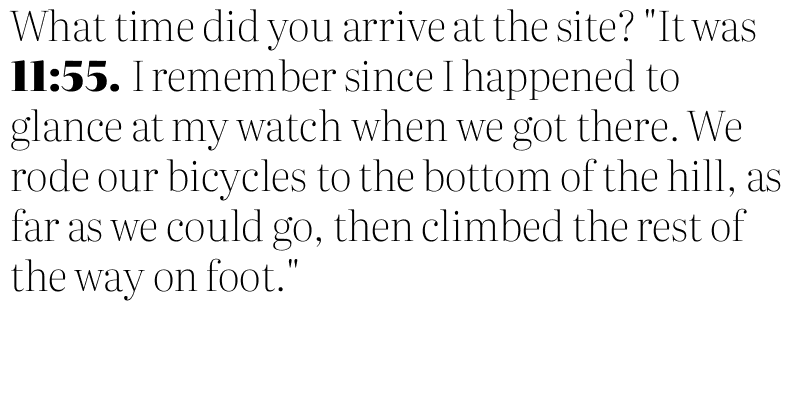 What time did you arrive at the site? "It was
11:55. I remember since I happened to
glance at my watch when we got there. We
rode our bicycles to the bottom of the hill, as
far as we could go, then climbed the rest of
the way on foot."